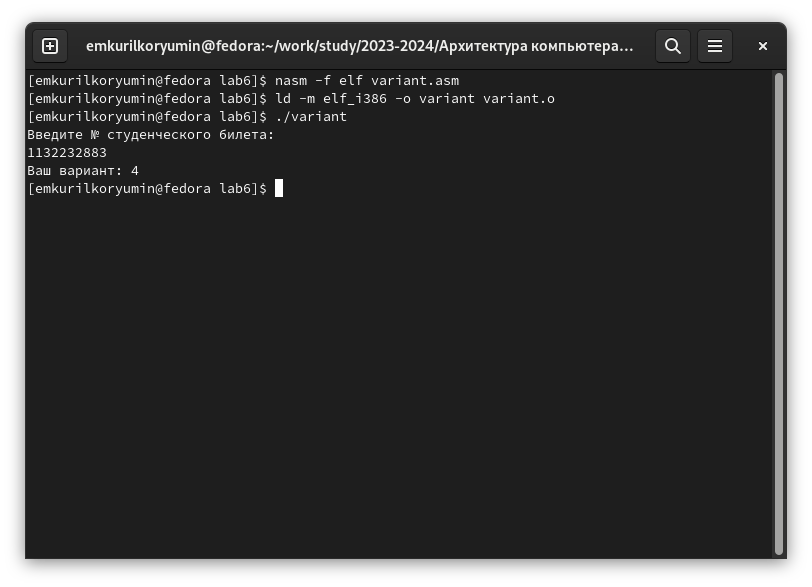 emkurilkoryumin@fedora:~/work/study/2023-2024/Архитектура компьютера...
[emkurilkoryumin@fedora lab6]$ nasm -f elf variant.asm
[emkurilkoryumin@fedora lab6]$ ld -m elf_i386 -o variant variant.o
[emkurilkoryumin@fedora lab6]$ ./variant
Введите № студенческого билета:
1132232883
Ваш вариант: 4
[emkurilkoryumin@fedora lab6]$